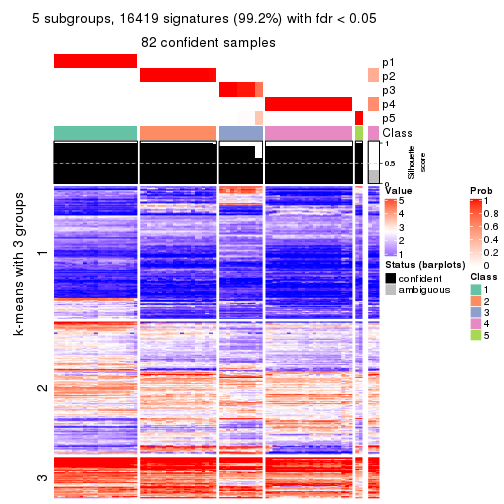 5 subgroups, 16419 signatures (99.2%) with fdr < 0.05
82 confident samples
p1
p2
p3
p4
p5
Class
1
0.5
0
Silhouette
score
k-means with 3 groups
1
2
3
Value
5
4
3
2
1
Status (barplots)
confident
ambiguous
Prob
1
0.8
0.6
0.4
0.2
0
Class
1
2
3
4
5